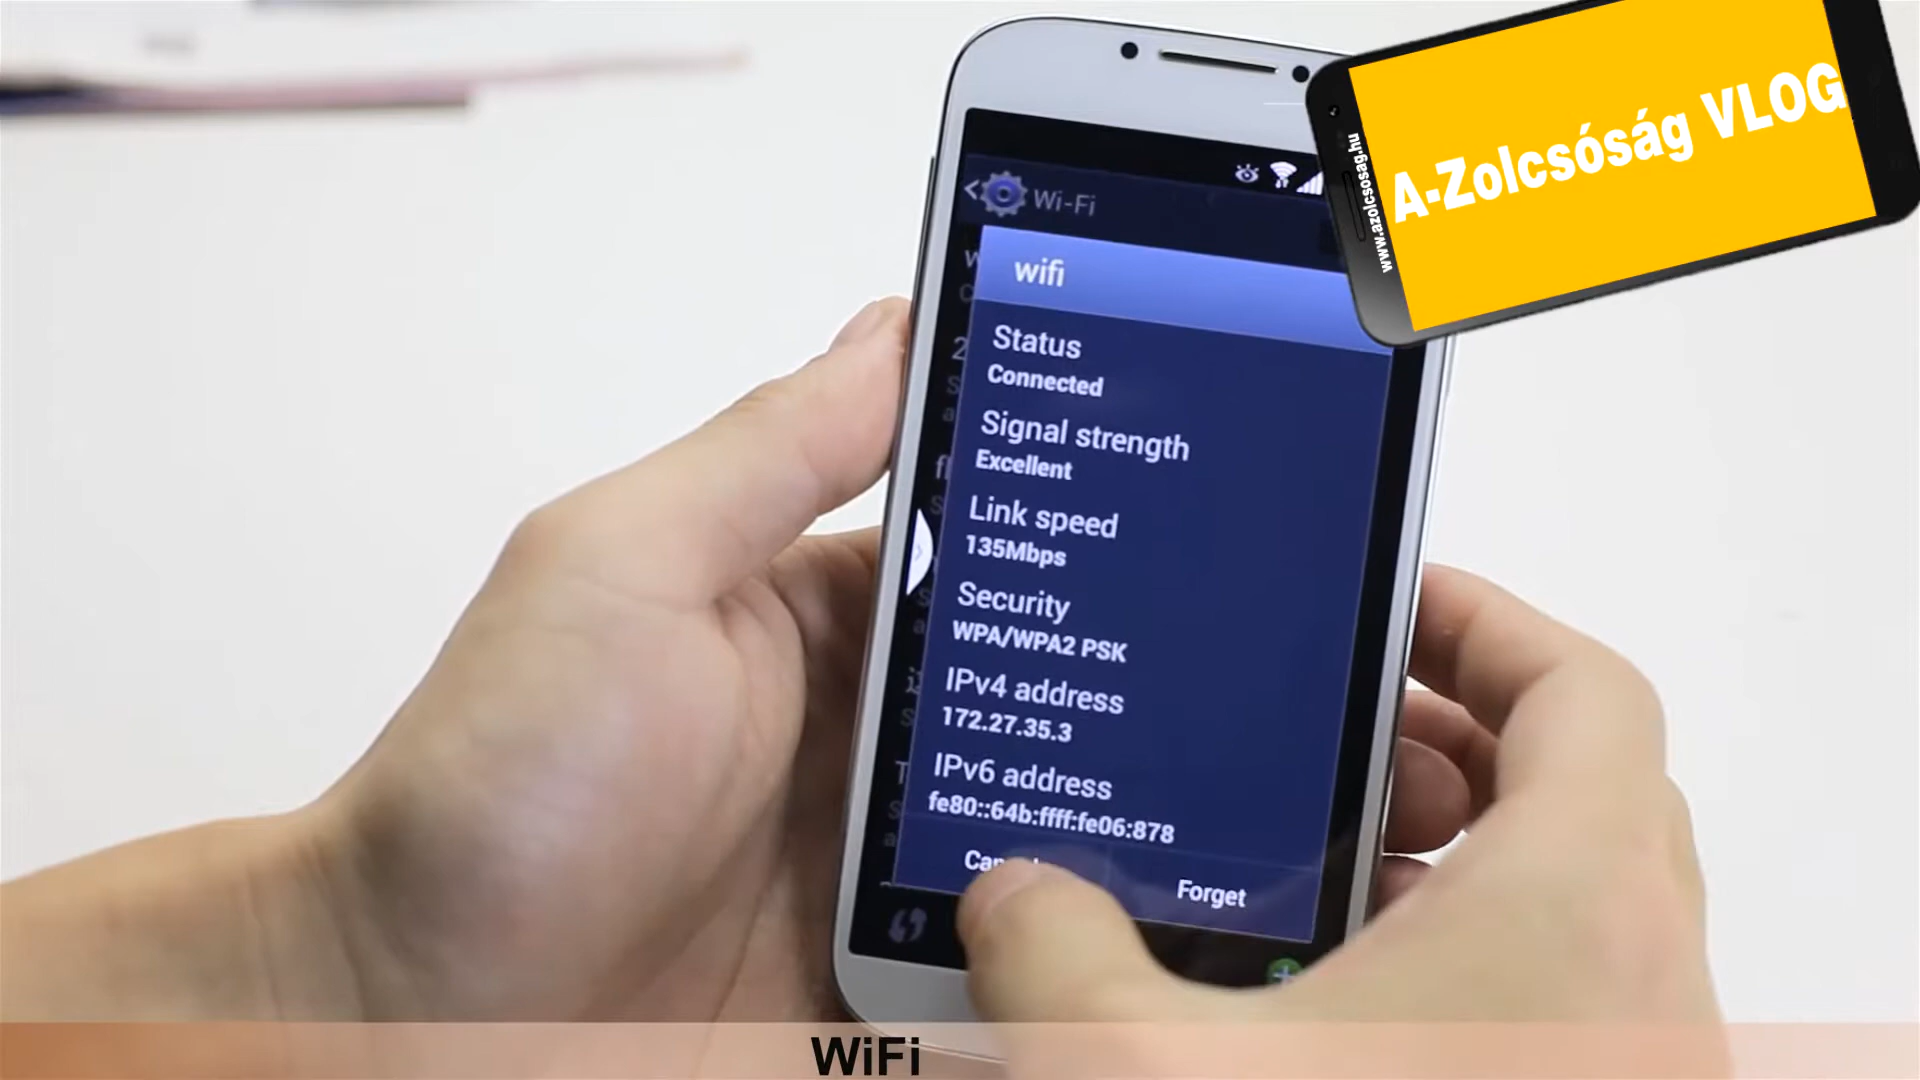 A-Zolcsóság VLOG
www.azolcsosag.hu
Wi-Fi
wifi
Status
Connected
Signal strength
Excellent
Link speed
135Mbps
Security
WPA/WPA2 PSK
IPv4 address
172.27.35.3
IPv6 address
fe80::64b:ffff:fe06:878
Forget
WiFi